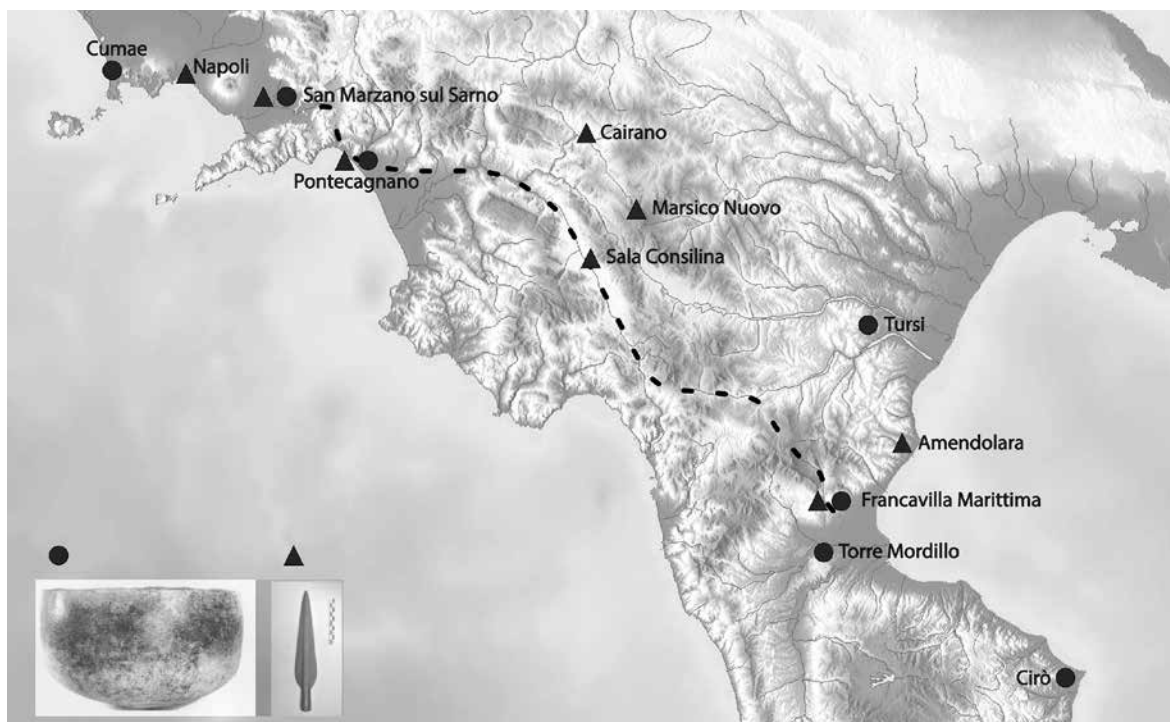 Cumae
Napoli
San Marzano sul Sarno
Cairano
Pontecagnano
Marsico Nuovo
Sala Consilina
Tursi
Amendolara
Francavilla Marittima
Torre Mordillo
Cirò